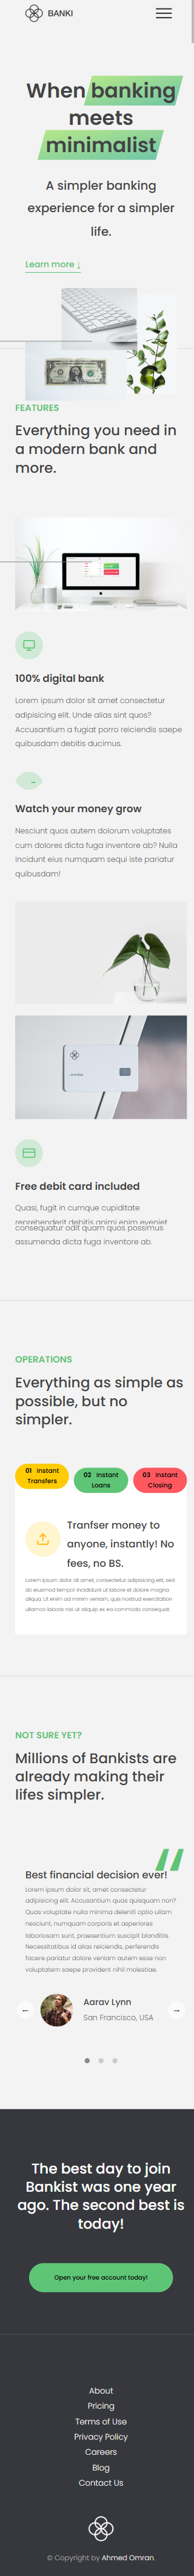 BANKI
When banking
meets
minimalist
A simpler banking
experience for a simpler
life.
Learn more ↓
FEATURES
Everything you need in
a modern bank and
more.
100% digital bank
Lorem ipsum dolor sit amet consectetur
adipisicing elit. Unde alias sint quos?
Accusantium a fugiat porro reiciendis saepe
quibusdam debitis ducimus.
Watch your money grow
Nesciunt quos autem dolorum voluptates
cum dolores dicta fuga inventore ab? Nulla
incidunt eius numquam sequi iste pariatur
quibusdam!
Free debit card included
Quasi, fugit in cumque cupiditate
reprehenderit debitis animi enim eveniet
consequatur odit quam quos possimus
assumenda dicta fuga inventore ab.
OPERATIONS
Everything as simple as
possible, but no
simpler.
01 Instant
Transfers
02 Instant
Loans
03 Instant
Closing
Tranfser money to
anyone, instantly! No
fees, no BS.
Lorem ipsum dolor sit amet, consectetur adipisicing elit, sed
do eiusmod tempor incididunt ut labore et dolore magna
aliqua. Ut enim ad minim veniam, quis nostrud exercitation
ullamco laboris nisi ut aliquip ex ea commodo consequat.
NOT SURE YET?
Millions of Bankists are
already making their
lifes simpler.
Best financial decision ever!
Lorem ipsum dolor sit, amet consectetur
adipisicing elit. Accusantium quas quisquam non?
Quas voluptate nulla minima deleniti optio ullam
nesciunt, numquam corporis et asperiores
laboriosam sunt, praesentium suscipit blanditiis.
Necessitatibus id alias reiciendis, perferendis
facere pariatur dolore veniam autem esse non
voluptatem saepe provident nihil molestiae.
←
Aarav Lynn
San Francisco, USA
→
The best day to join
Bankist was one year
ago. The second best is
today!
Open your free account today!
About
Pricing
Terms of Use
Privacy Policy
Careers
Blog
Contact Us
© Copyright by Ahmed Omran.